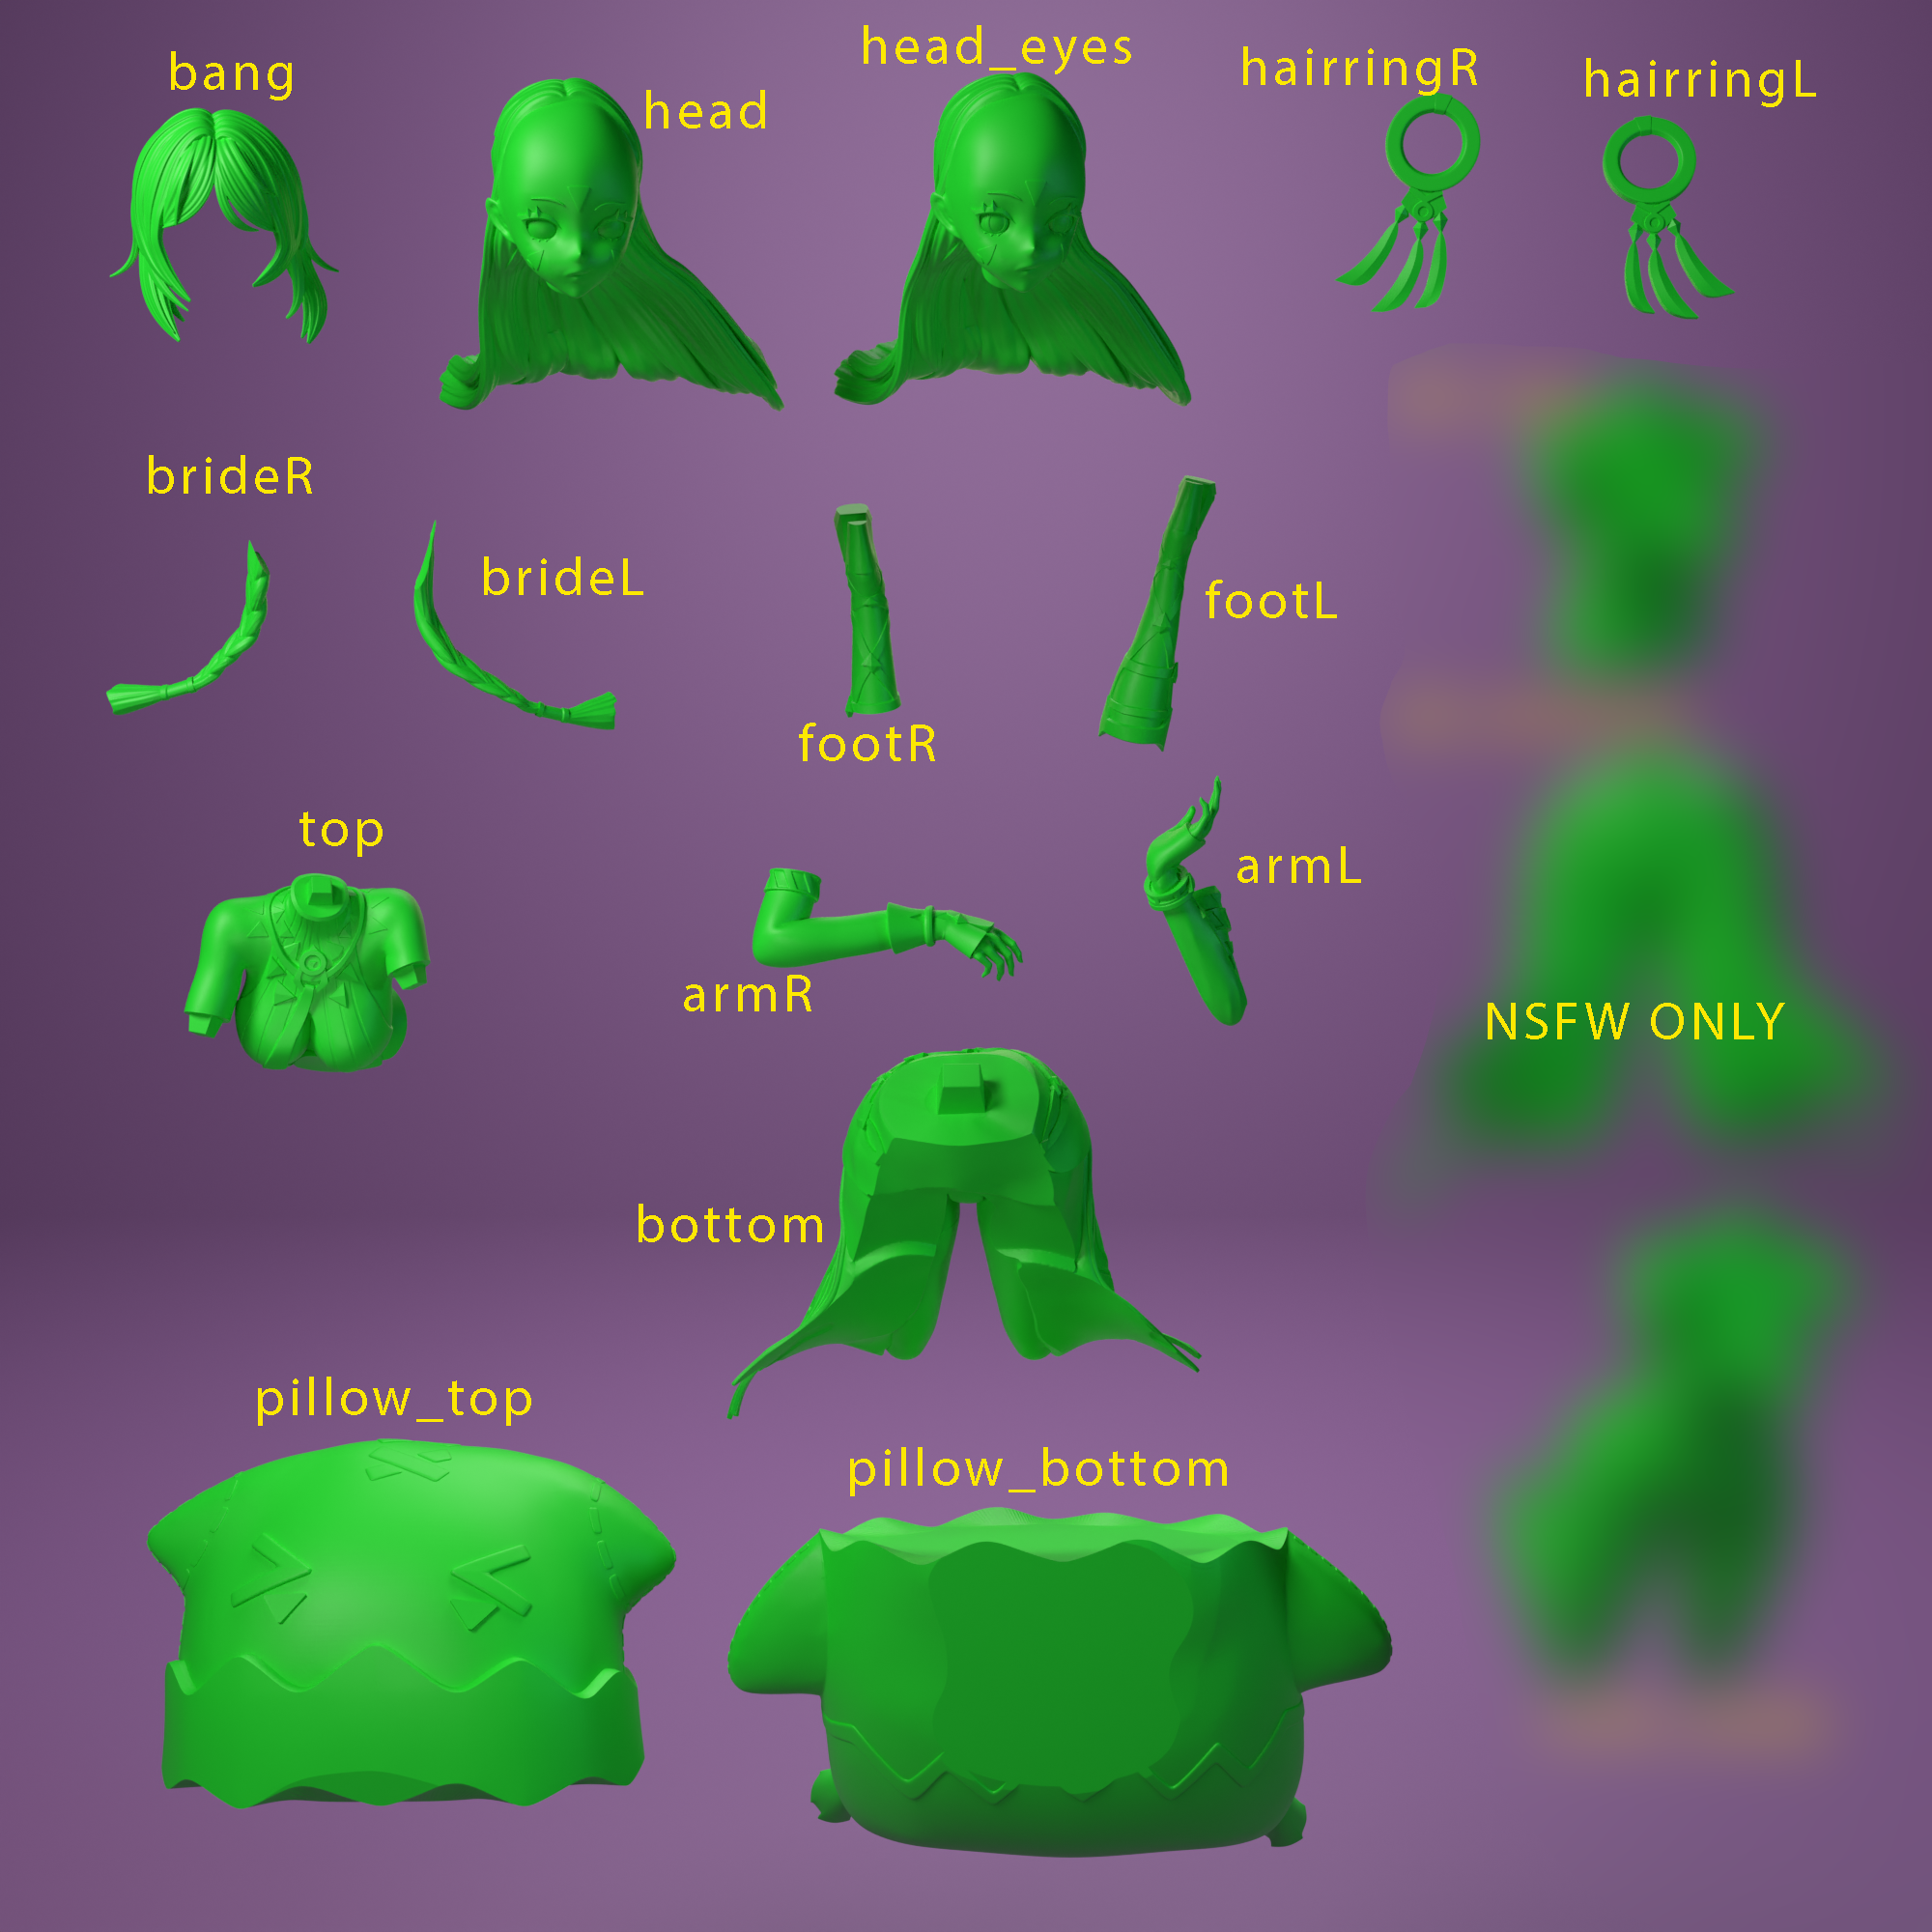 bang
head
head_eyes
hairringR
hairringL
brideR
brideL
footR
footL
top
armR
armL
NSFW ONLY
bottom
pillow_top
pillow_bottom